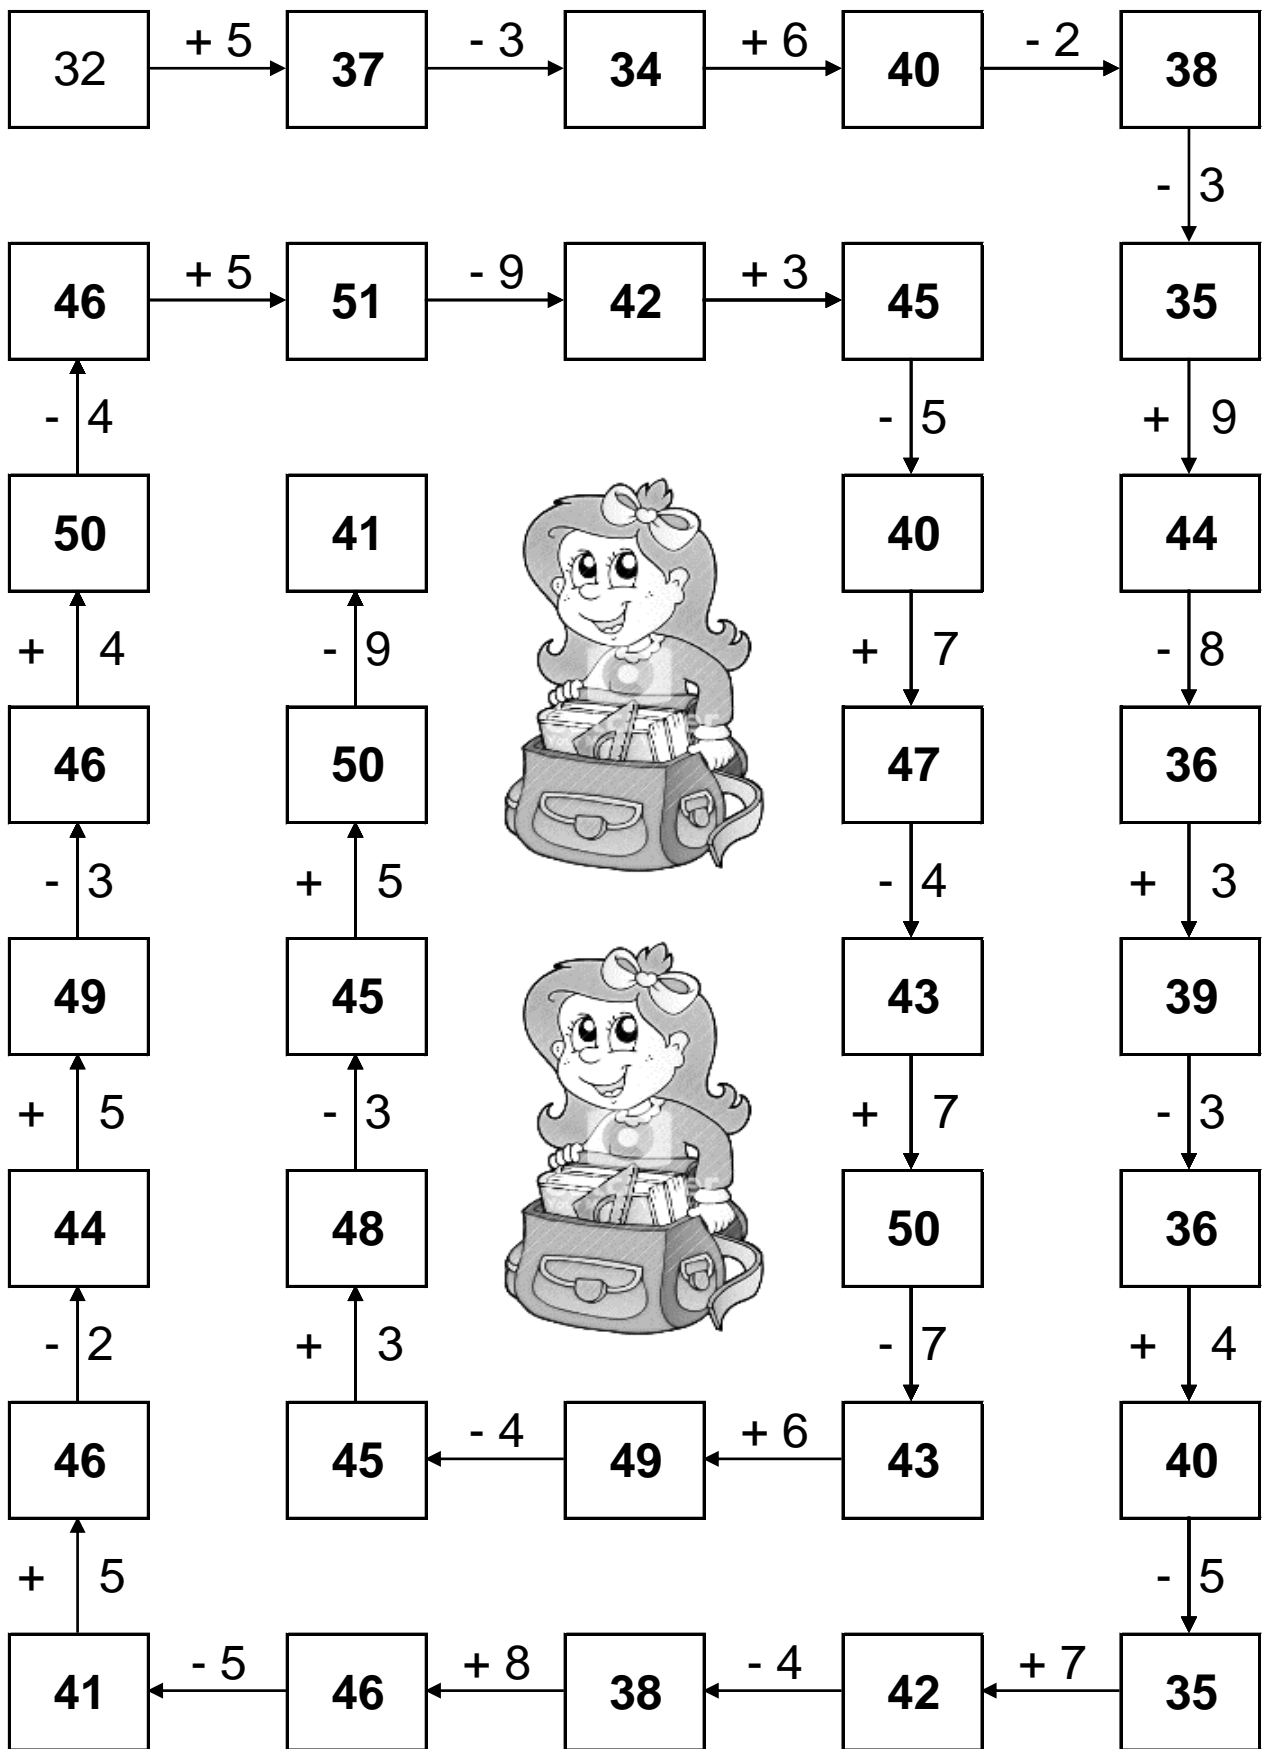 32 + 5 37 - 3 34 + 6 40 - 2 38
- 3
46 + 5 51 - 9 42 + 3 45 35
- 4 - 5 + 9
50 41 40 44
+ 4 - 9 + 7 - 8
46 50 47 36
- 3 + 5 - 4 + 3
49 45 43 39
+ 5 - 3 + 7 - 3
44 48 50 36
- 2 + 3 - 7 + 4
46 45 - 4 49 + 6 43 40
+ 5 - 5
41 - 5 46 + 8 38 - 4 42 + 7 35